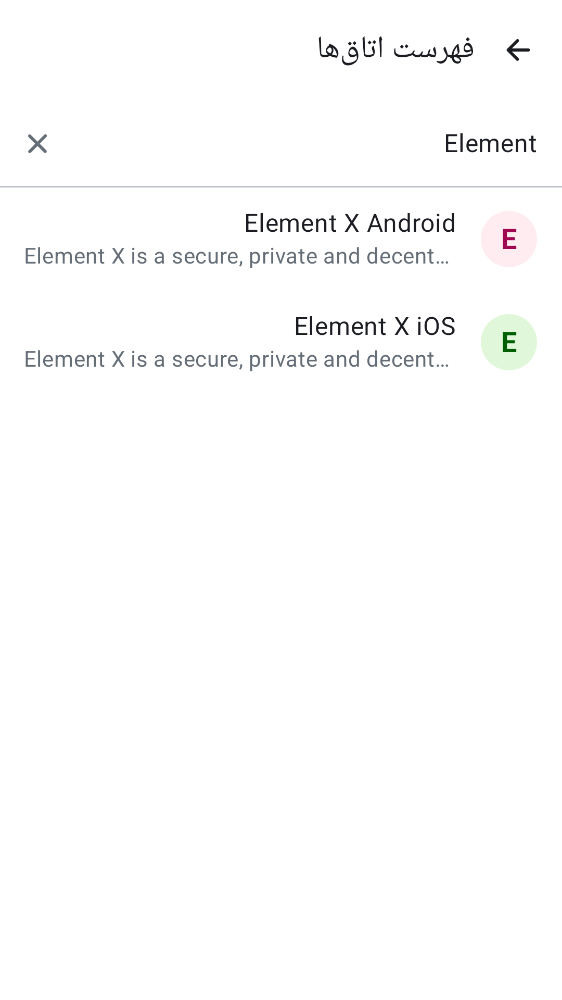 فهرست اتاق‌ها
Element
Element X Android
Element X is a secure, private and decent…
E
Element X iOS
Element X is a secure, private and decent…
E